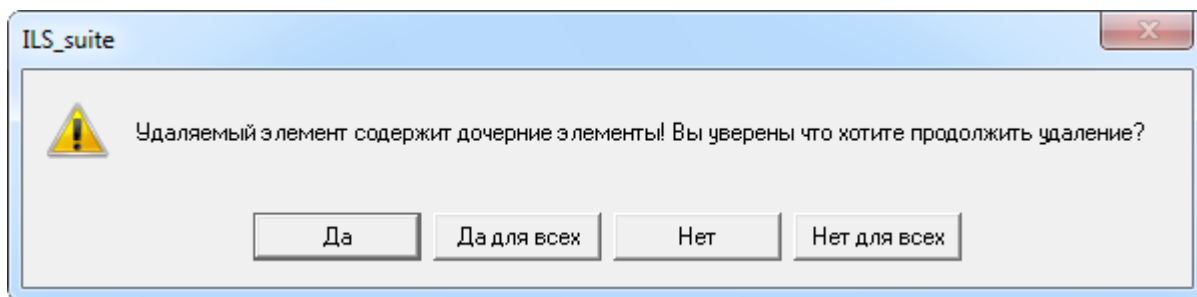 ILS_suite
Удаляемый элемент содержит дочерние элементы! Вы уверены что хотите продолжить удаление?
Да
Да для всех
Нет
Нет для всех